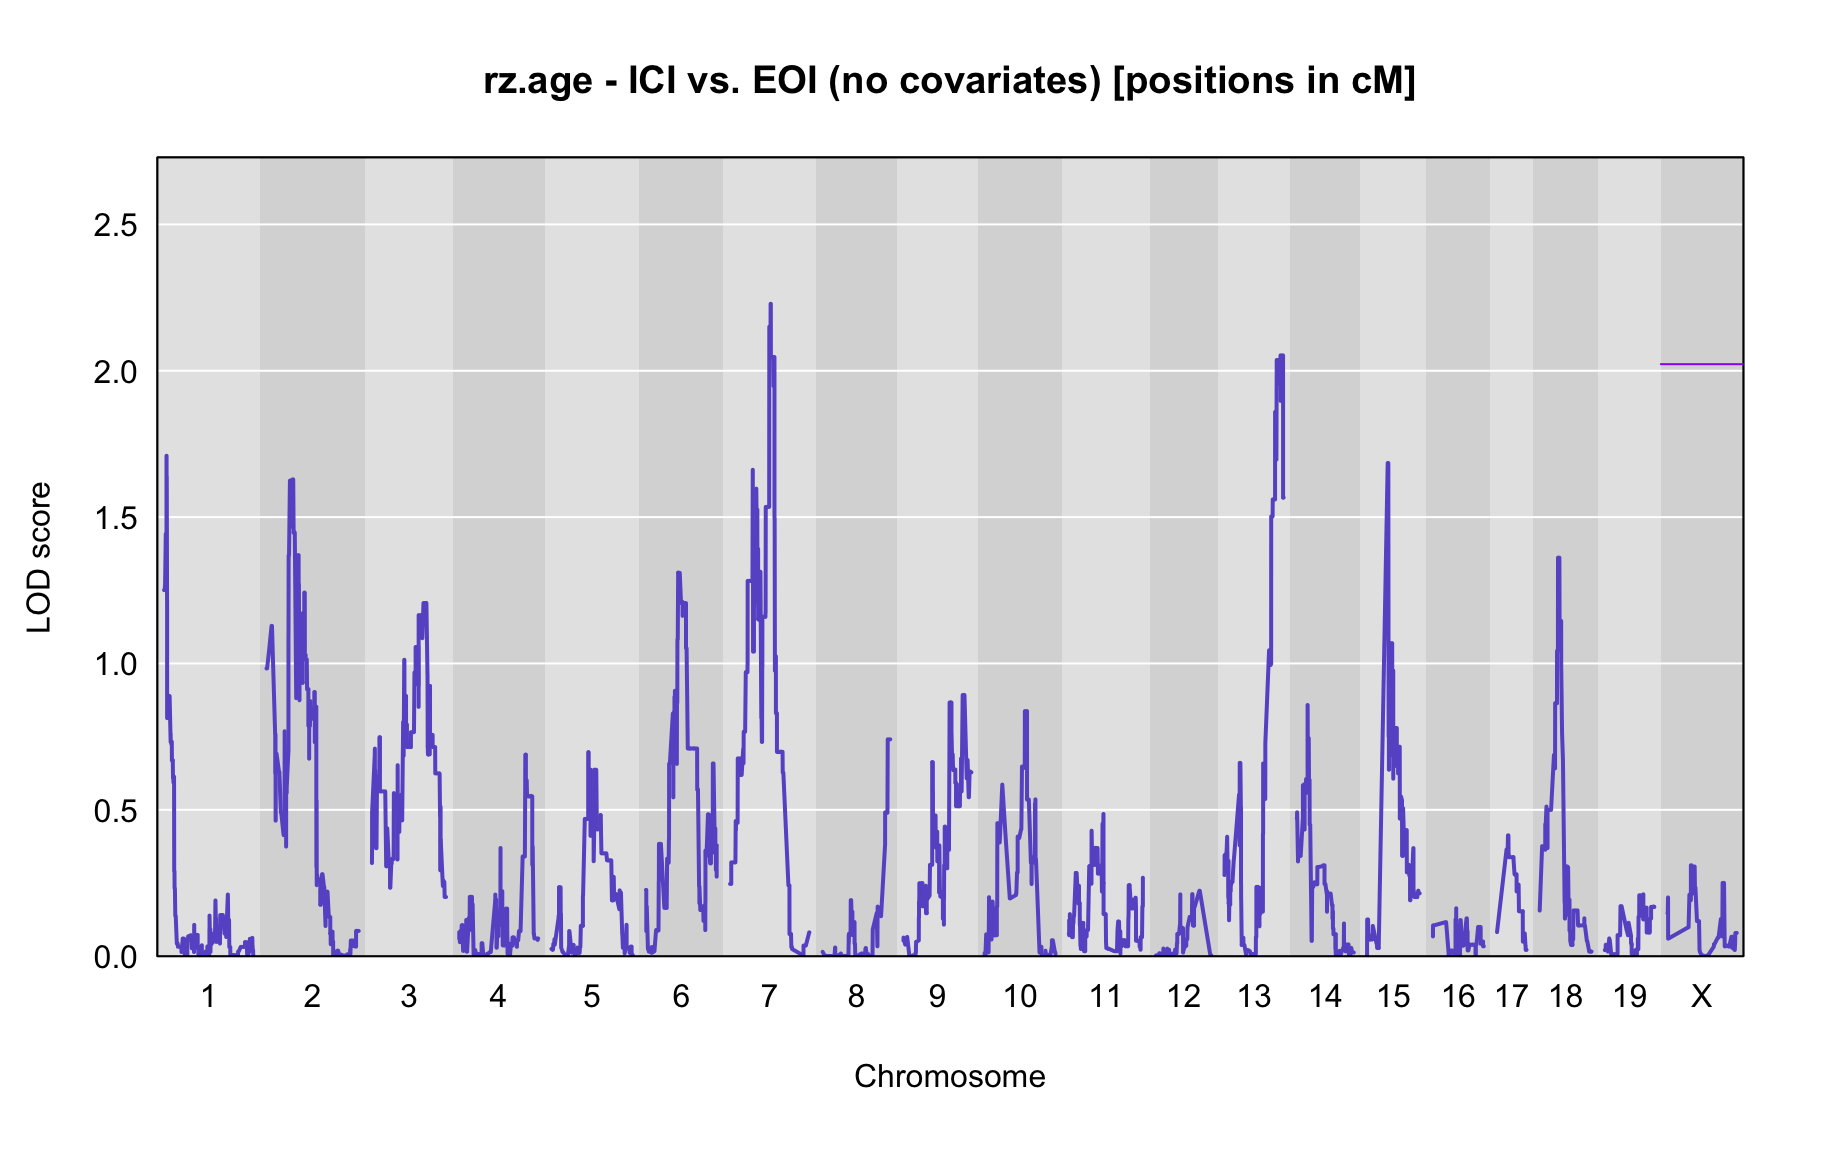 rz.age - ICI vs. EOI (no covariates) [positions in cM]
2.5
2.0
1.5
1.0
0.5
0.0
LOD score
1 2 3 4 5 6 7 8 9 10 11 12 13 14 15 16 17 18 19 X
Chromosome